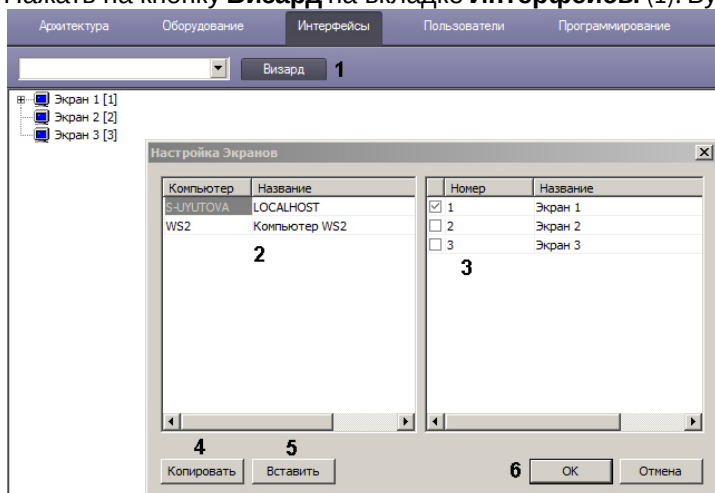 Нажать на кнопку Визард на вкладке Интерфейсы (1). Бу
Архитектура Оборудование Интерфейсы Пользователи Программирование
Визард 1
Экран 1 [1]
Экран 2 [2]
Экран 3 [3]
Настройка Экранов
Компьютер Название Номер Название
S-UYUTOVA LOCALHOST 1 Экран 1
WS2 Компьютер WS2 2 Экран 2
3 Экран 3
2 3
4 5
Копировать Вставить 6 OK Отмена